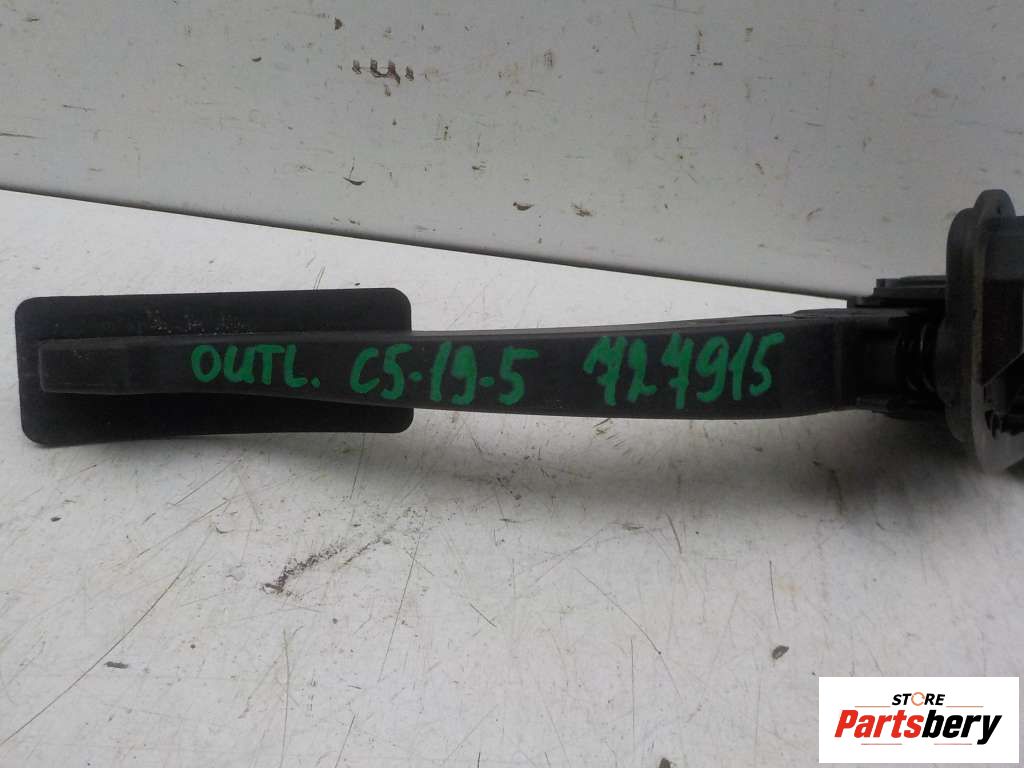 OUTL. C5-19-5 727915
STORE
Partsbery